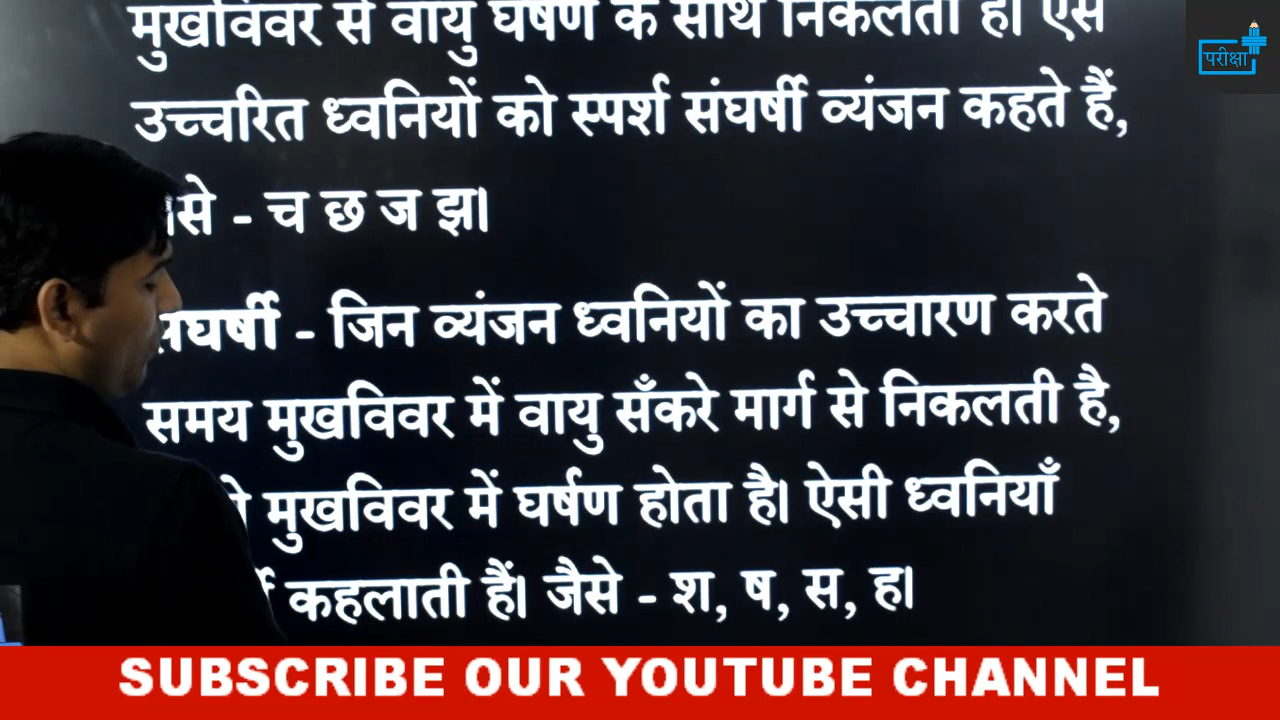 मुखविवर से वायु घर्षण के साथ निकलती है। ऐसे
परीक्षा
उच्चरित ध्वनियों को स्पर्श संघर्षी व्यंजन कहते हैं,
- च छ ज झ।
संघर्षी - जिन व्यंजन ध्वनियों का उच्चारण करते
समय मुखविवर में वायु सँकरे मार्ग से निकलती है,
मुखविवर में घर्षण होता है। ऐसी ध्वनियाँ
कहलाती हैं। जैसे - श, ष, स, ह।
SUBSCRIBE OUR YOUTUBE CHANNEL